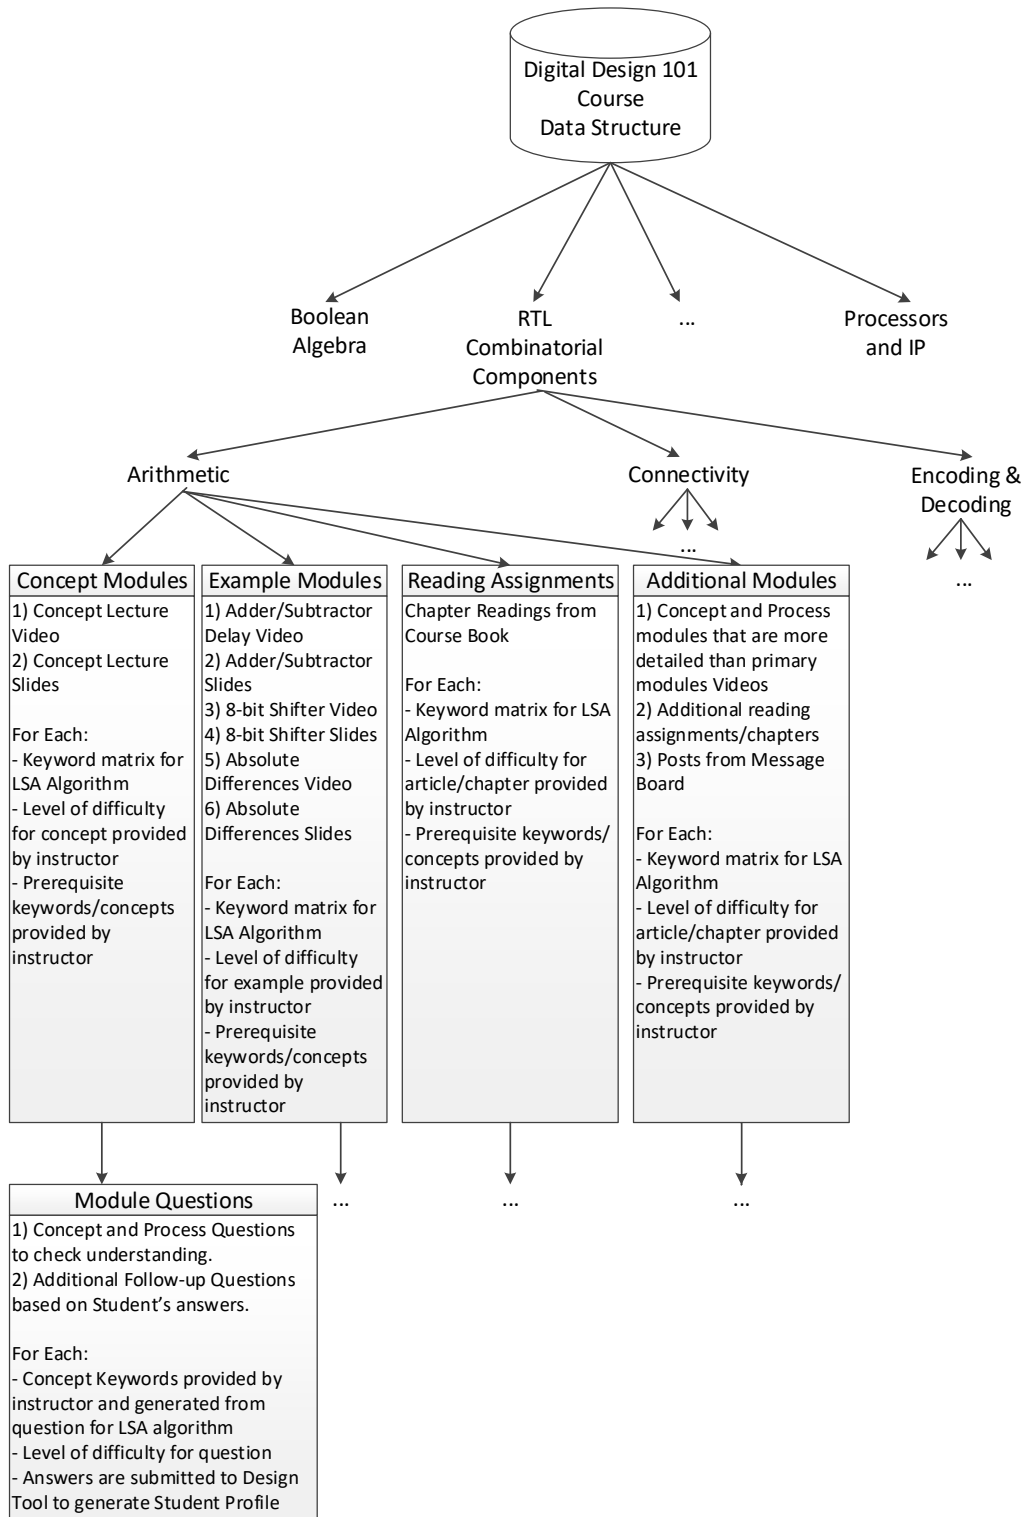 Digital Design 101
Course
Data Structure
Boolean
Algebra
RTL
Combinatorial
Components
...
Processors
and IP
Arithmetic
Connectivity
...
Encoding &
Decoding
...
Concept Modules
1) Concept Lecture
Video
2) Concept Lecture
Slides
For Each:
- Keyword matrix for
LSA Algorithm
- Level of difficulty
for concept provided
by instructor
- Prerequisite
keywords/concepts
provided by
instructor
Example Modules
1) Adder/Subtractor
Delay Video
2) Adder/Subtractor
Slides
3) 8-bit Shifter Video
4) 8-bit Shifter Slides
5) Absolute
Differences Video
6) Absolute
Differences Slides
For Each:
- Keyword matrix for
LSA Algorithm
- Level of difficulty
for example provided
by instructor
- Prerequisite
keywords/concepts
provided by
instructor
Reading Assignments
Chapter Readings from
Course Book
For Each:
- Keyword matrix for LSA
Algorithm
- Level of difficulty for
article/chapter provided
by instructor
- Prerequisite keywords/
concepts provided by
instructor
Additional Modules
1) Concept and Process
modules that are more
detailed than primary
modules Videos
2) Additional reading
assignments/chapters
3) Posts from Message
Board
For Each:
- Keyword matrix for LSA
Algorithm
- Level of difficulty for
article/chapter provided
by instructor
- Prerequisite keywords/
concepts provided by
instructor
Module Questions
1) Concept and Process Questions
to check understanding.
2) Additional Follow-up Questions
based on Student's answers.
For Each:
- Concept Keywords provided by
instructor and generated from
question for LSA algorithm
- Level of difficulty for question
- Answers are submitted to Design
Tool to generate Student Profile
...
...
...